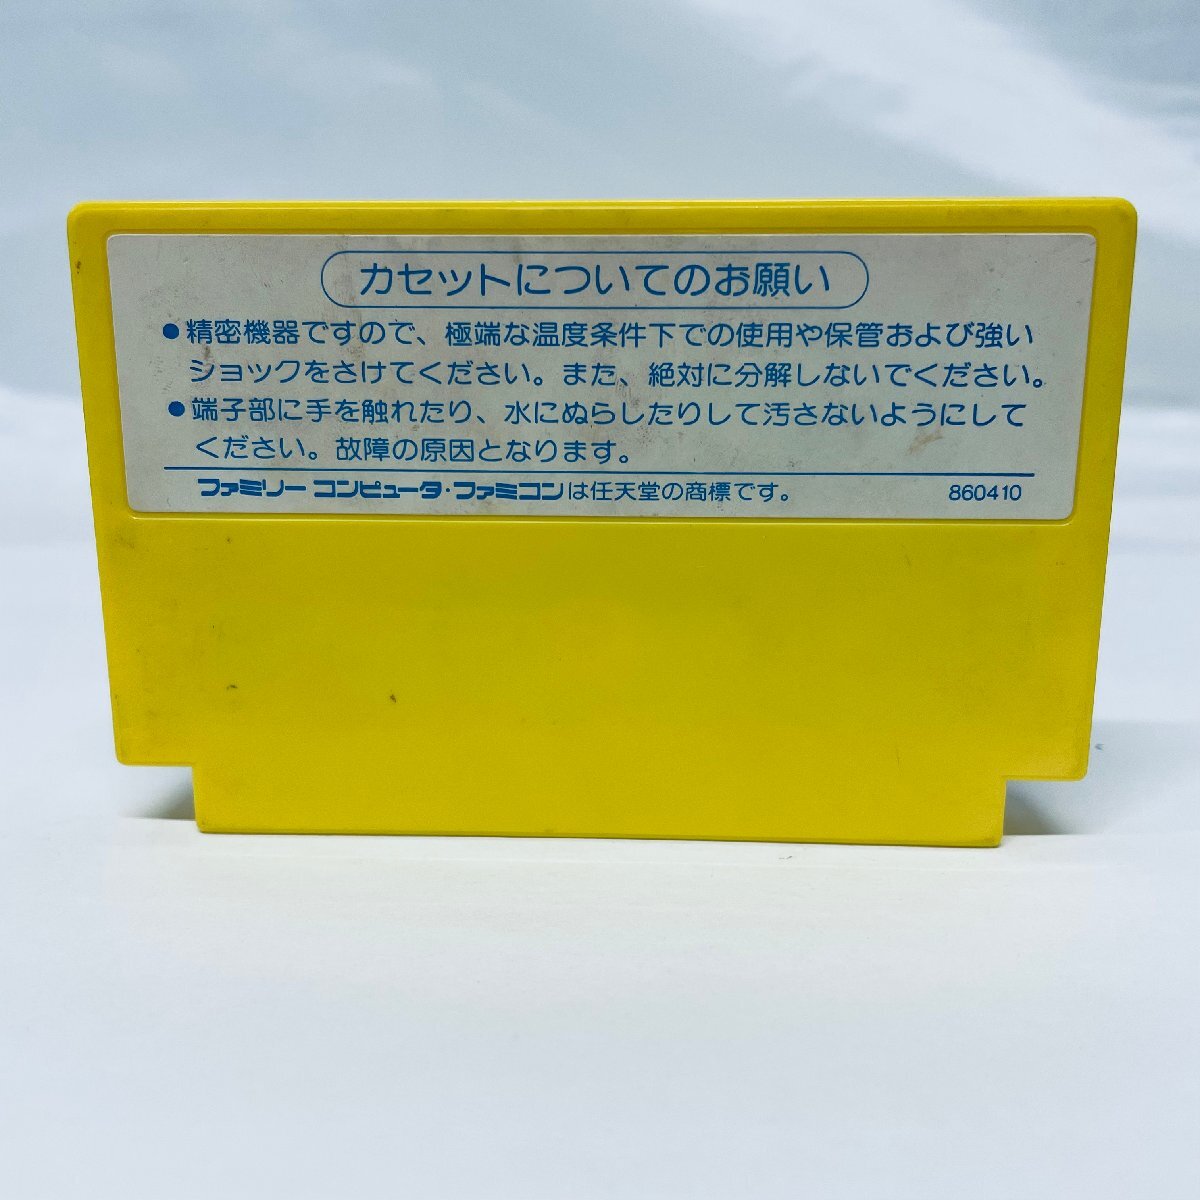 カセットについてのお願い
●精密機器ですので、極端な温度条件下での使用や保管および強い
ショックをさけてください。また、絶対に分解しないでください。
●端子部に手を触れたり、水にぬらしたりして汚さないようにして
ください。故障の原因となります。
ファミリーコンピュータ・ファミコンは任天堂の商標です。 860410